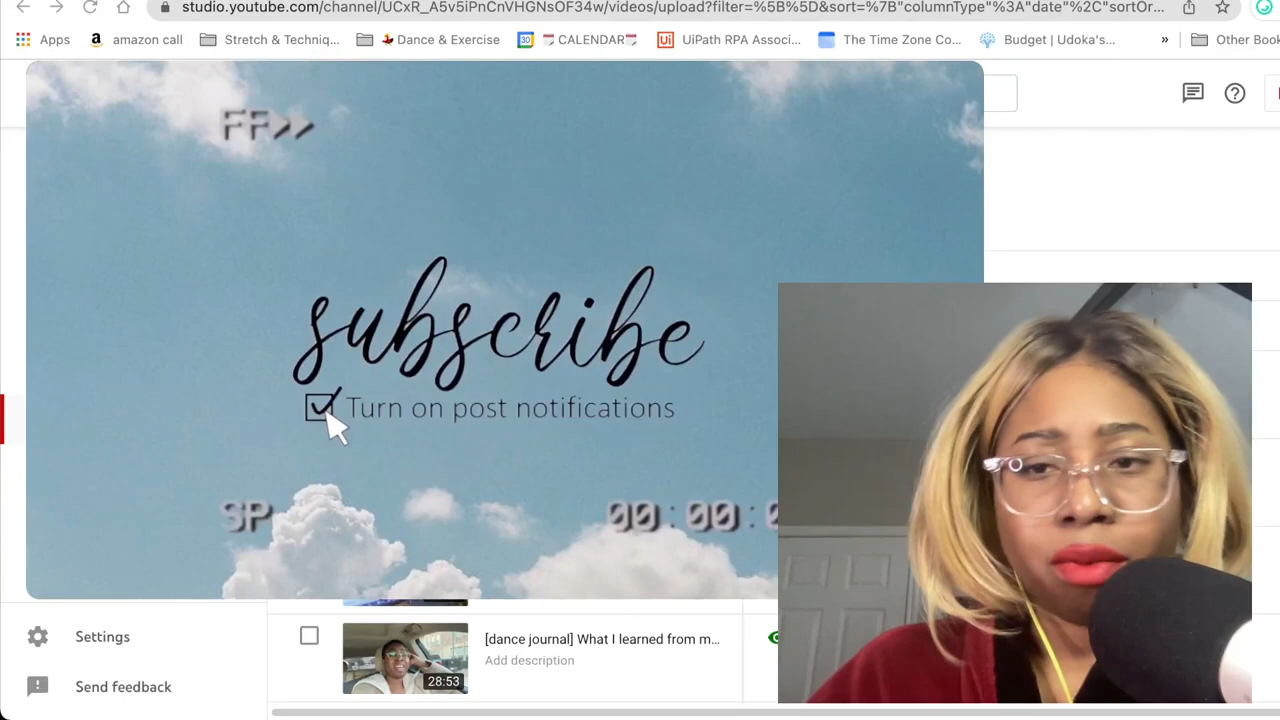 studio.youtube.com/channel/UCxR_A5v5iPnCnVHGNsOF34w/videos/upload?filter=%5B%5D&sort=%7B"columnType"%3A"date"%2C"sortOr...
Apps
amazon call
Stretch & Techniq...
Dance & Exercise
30
CALENDAR
Ui
UiPath RPA Associ...
The Time Zone Co...
Budget | Udoka's...
»
Other Book
FF>>
subscribe
Turn on post notifications
SP
00:00:
Settings
[dance journal] What I learned from m...
Add description
28:53
Send feedback